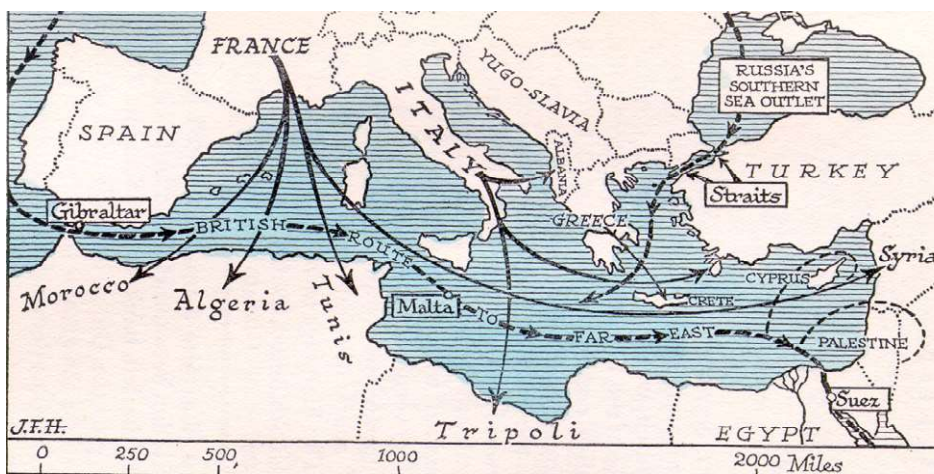 FRANCE
SPAIN
ITALY
YUGO-SLAVIA
ALBANIA
GREECE
RUSSIA'S
SOUTHERN
SEA OUTLET
TURKEY
Straits
Gibraltar
BRITISH ROUTE TO FAR EAST
Morocco
Algeria
Tunis
Malta
CRETE
CYPRUS
Syria
PALESTINE
Suez
Tripoli
EGYPT
J.F.H.
0 250 500, 1000 2000 Miles